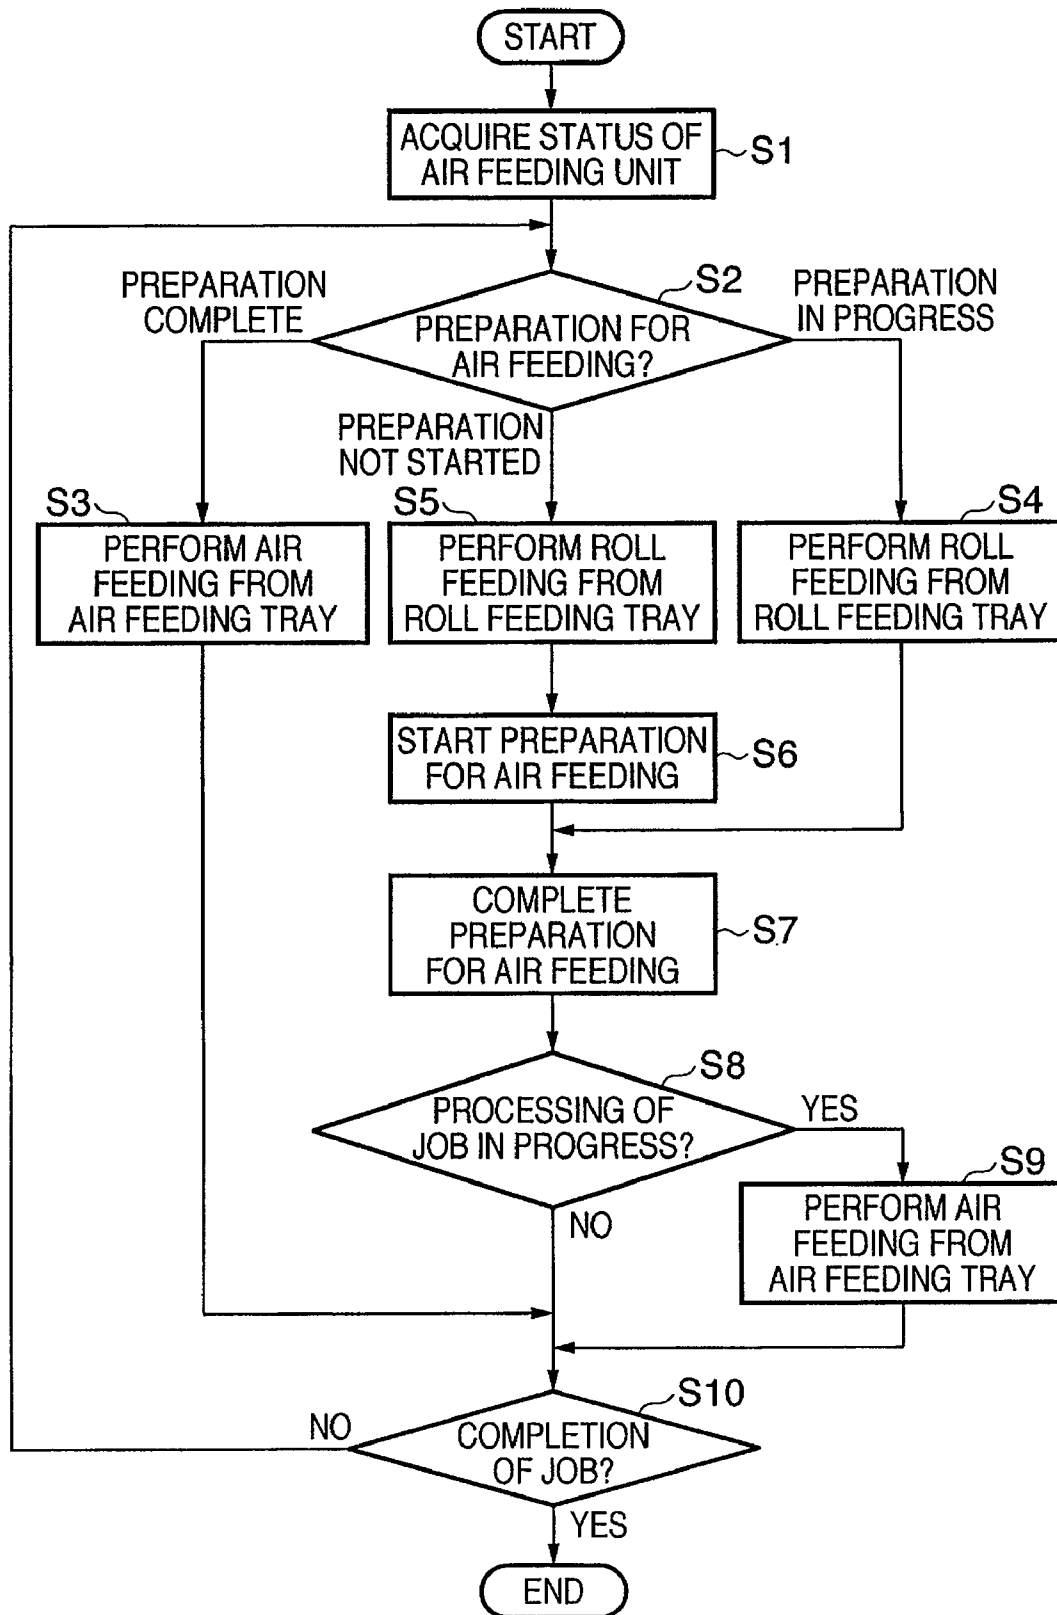 START
ACQUIRE STATUS OF
AIR FEEDING UNIT
S1
S2
PREPARATION
COMPLETE
PREPARATION FOR
AIR FEEDING?
PREPARATION
IN PROGRESS
PREPARATION
NOT STARTED
S3
PERFORM AIR
FEEDING FROM
AIR FEEDING TRAY
S5
PERFORM ROLL
FEEDING FROM
ROLL FEEDING TRAY
S4
PERFORM ROLL
FEEDING FROM
ROLL FEEDING TRAY
START PREPARATION
FOR AIR FEEDING
S6
COMPLETE
PREPARATION
FOR AIR FEEDING
S7
S8
PROCESSING OF
JOB IN PROGRESS?
YES
NO
S9
PERFORM AIR
FEEDING FROM
AIR FEEDING TRAY
S10
NO
COMPLETION
OF JOB?
YES
END